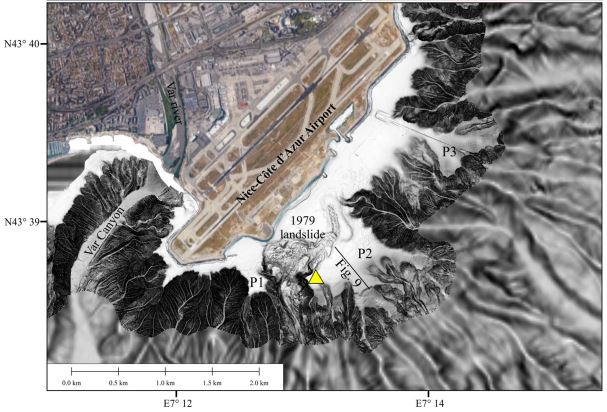 N43° 40
Var river
Nice-Côte d'Azur Airport
P3
N43° 39
Var Canyon
1979
landslide
P2
Fig. 9
P1
0.0 km 0.5 km 1.0 km 1.5 km 2.0 km
E7° 12 E7° 14